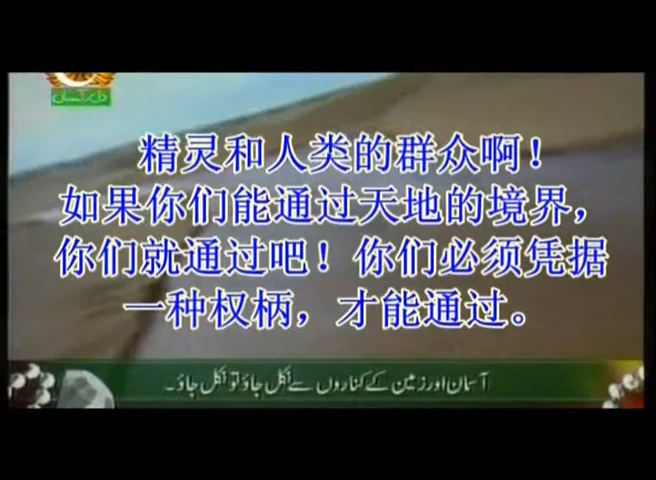 精灵和人类的群众啊！
如果你们能通过天地的境界，
你们就通过吧！你们必须凭据
一种权柄，才能通过。
آسمان اور زمین کے کناروں سے نکل جاؤ تو نکل جاؤ۔